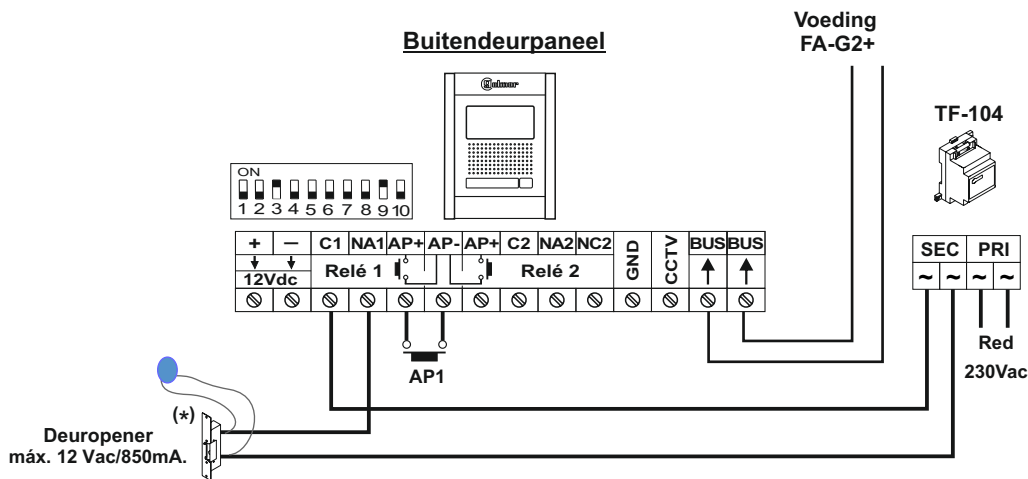 Buitendeurpaneel
Voeding
FA-G2+
Golmar
TF-104
ON
1 2 3 4 5 6 7 8 9 10
+ – C1 NA1 AP+ AP- AP+ C2 NA2 NC2 GND CCTV BUS BUS
12Vdc Relé 1 Relé 2
SEC PRI
~ ~ ~ ~
Red
230Vac
AP1
(*)
Deuropener
máx. 12 Vac/850mA.